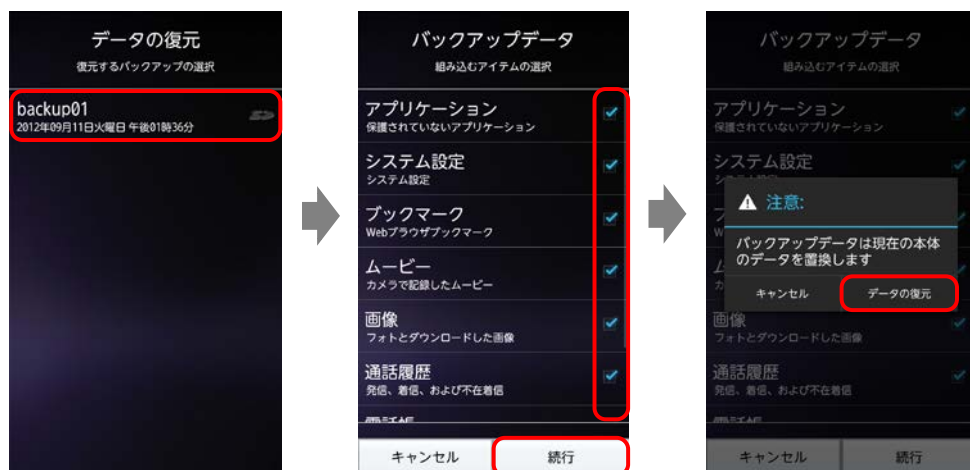 データの復元
復元するバックアップの選択
backup01
2012年09月11日火曜日 午後01時36分
バックアップデータ
組み込むアイテムの選択
アプリケーション
保護されていないアプリケーション
システム設定
システム設定
ブックマーク
Webブラウザブックマーク
ムービー
カメラで記録したムービー
画像
フォトとダウンロードした画像
通話履歴
発信、着信、および不在着信
キャンセル
続行
バックアップデータ
組み込むアイテムの選択
アプリケーション
保護されていないアプリケーション
システム設定
注意:
バックアップデータは現在の本体
のデータを置換します
キャンセル
データの復元
画像
フォトとダウンロードした画像
通話履歴
発信、着信、および不在着信
キャンセル
続行